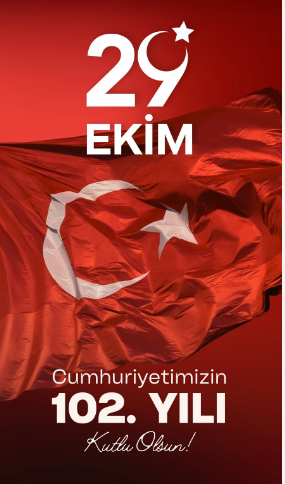 29
EKİM
Cumhuriyetimizin
102. YILI
Kutlu Olsun!